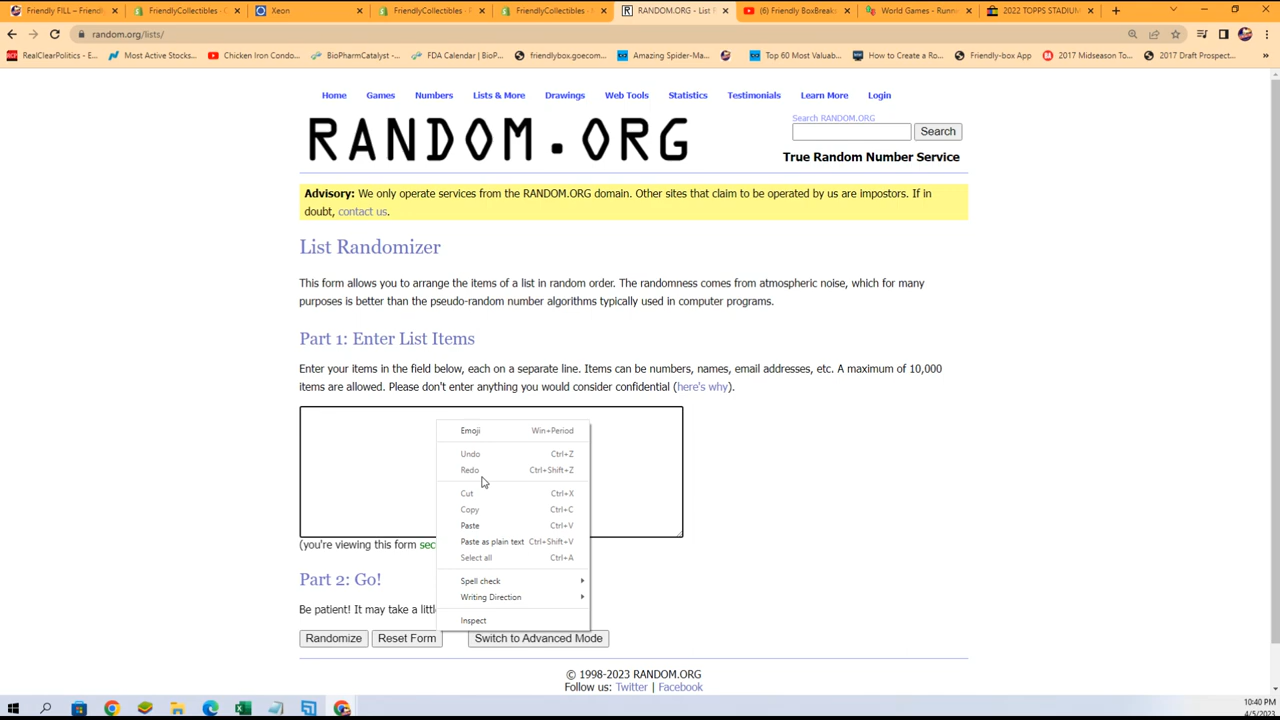 Friendly FILL – Friend
FriendlyCollectibles -
Xeon
FriendlyCollectibles -
FriendlyCollectibles -
RANDOM.ORG - List
(6) Friendly BoxBreaks
World Games - Runn
2022 TOPPS STADIUM
random.org/lists/
RealClearPolitics - E...
Most Active Stocks...
Chicken Iron Condo...
BioPharmCatalyst -...
FDA Calendar | BioP...
friendlybox.goecom...
Amazing Spider-Ma...
Top 60 Most Valuab...
How to Create a Ro...
Friendly-box App
2017 Midseason To...
2017 Draft Prospect...
Home Games Numbers Lists & More Drawings Web Tools Statistics Testimonials Learn More Login
RANDOM.ORG
Search RANDOM.ORG
Search
True Random Number Service
Advisory: We only operate services from the RANDOM.ORG domain. Other sites that claim to be operated by us are impostors. If in
doubt, contact us.
List Randomizer
This form allows you to arrange the items of a list in random order. The randomness comes from atmospheric noise, which for many
purposes is better than the pseudo-random number algorithms typically used in computer programs.
Part 1: Enter List Items
Enter your items in the field below, each on a separate line. Items can be numbers, names, email addresses, etc. A maximum of 10,000
items are allowed. Please don't enter anything you would consider confidential (here's why).
Emoji Win+Period
Undo Ctrl+Z
Redo Ctrl+Shift+Z
Cut Ctrl+X
Copy Ctrl+C
Paste Ctrl+V
Paste as plain text Ctrl+Shift+V
Select all Ctrl+A
Spell check
Writing Direction
Inspect
(you're viewing this form sec
Part 2: Go!
Be patient! It may take a littl
Randomize Reset Form Switch to Advanced Mode
© 1998-2023 RANDOM.ORG
Follow us: Twitter | Facebook
10:40 PM
4/5/2023